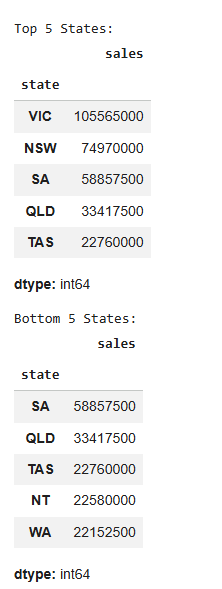 Top 5 States:
sales
state
VIC 105565000
NSW 74970000
SA 58857500
QLD 33417500
TAS 22760000
dtype: int64
Bottom 5 States:
sales
state
SA 58857500
QLD 33417500
TAS 22760000
NT 22580000
WA 22152500
dtype: int64